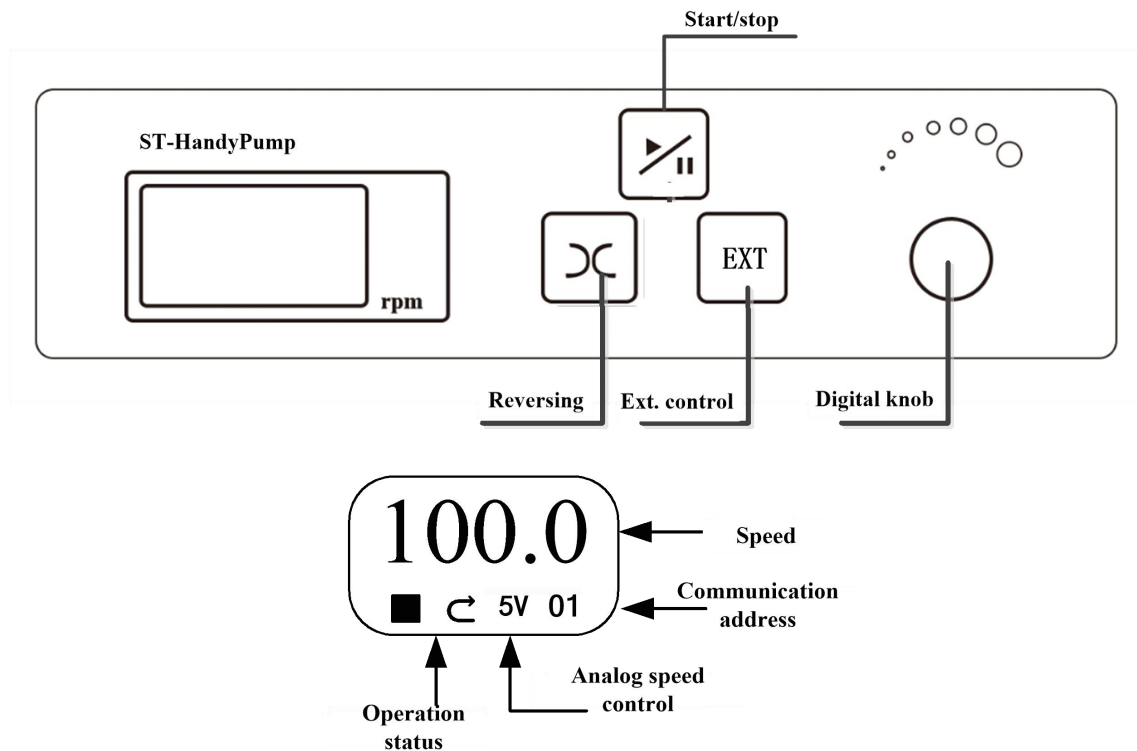 Start/stop
ST-HandyPump
rpm
EXT
Reversing
Ext. control
Digital knob
100.0
5V 01
Speed
Communication
address
Analog speed
control
Operation
status